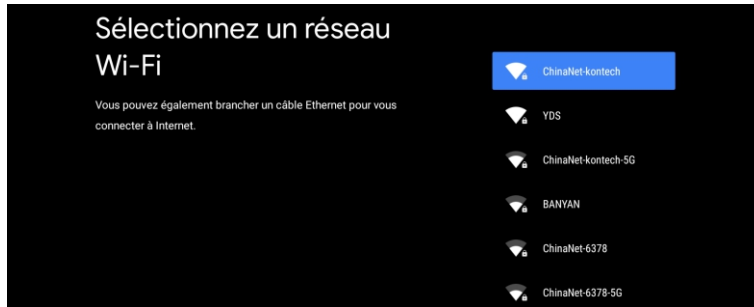 Sélectionnez un réseau
Wi-Fi
Vous pouvez également brancher un câble Ethernet pour vous
connecter à Internet.
ChinaNet-kontech
YDS
ChinaNet-kontech-5G
BANYAN
ChinaNet-6378
ChinaNet-6378-5G